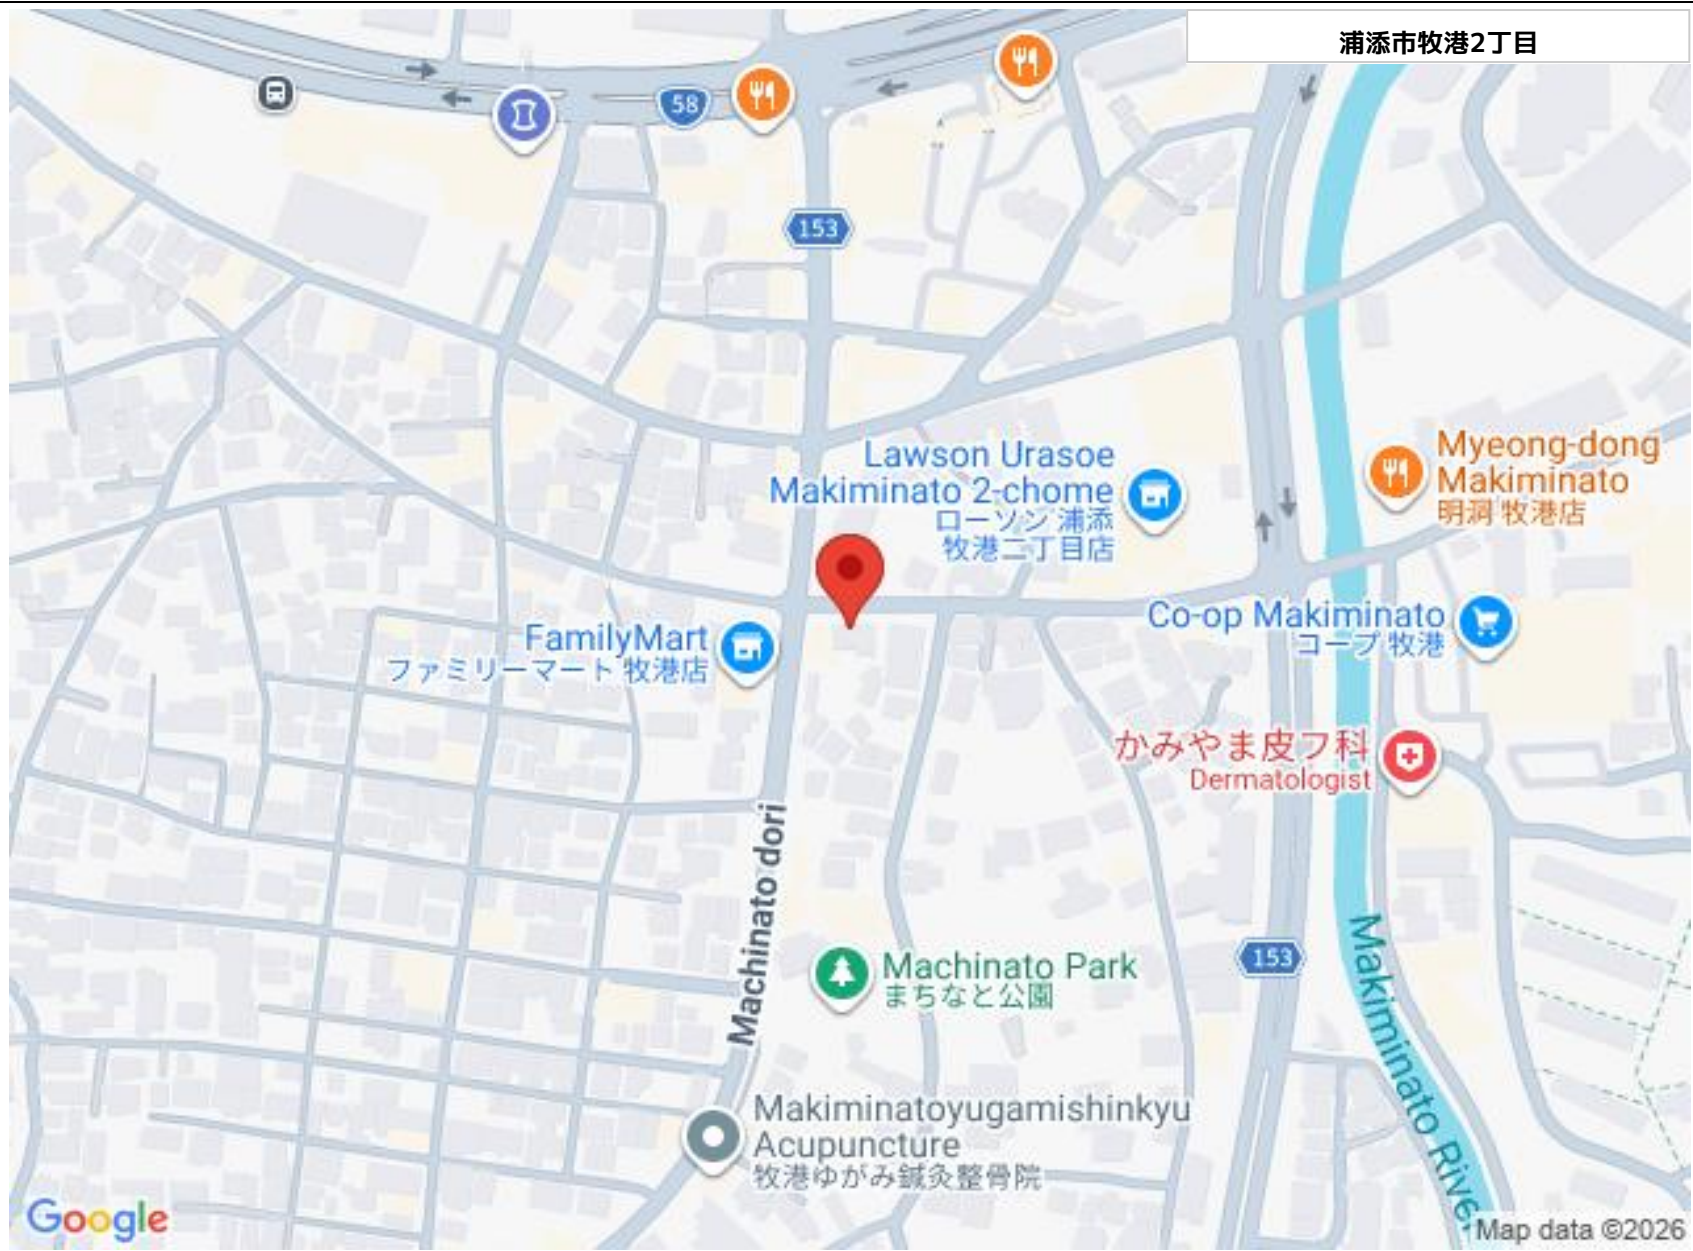 浦添市牧港2丁目
58
153
Lawson Urasoe
Makiminato 2-chome
ローソン 浦添
牧港二丁目店
Myeong-dong
Makiminato
明洞 牧港店
FamilyMart
ファミリーマート 牧港店
Co-op Makiminato
コープ 牧港
かみやま皮フ科
Dermatologist
Machinato dori
Machinato Park
まちなと公園
153
Makiminato River
Makiminatoyugamishinkyu
Acupuncture
牧港ゆがみ鍼灸整骨院
Google
Map data ©2026